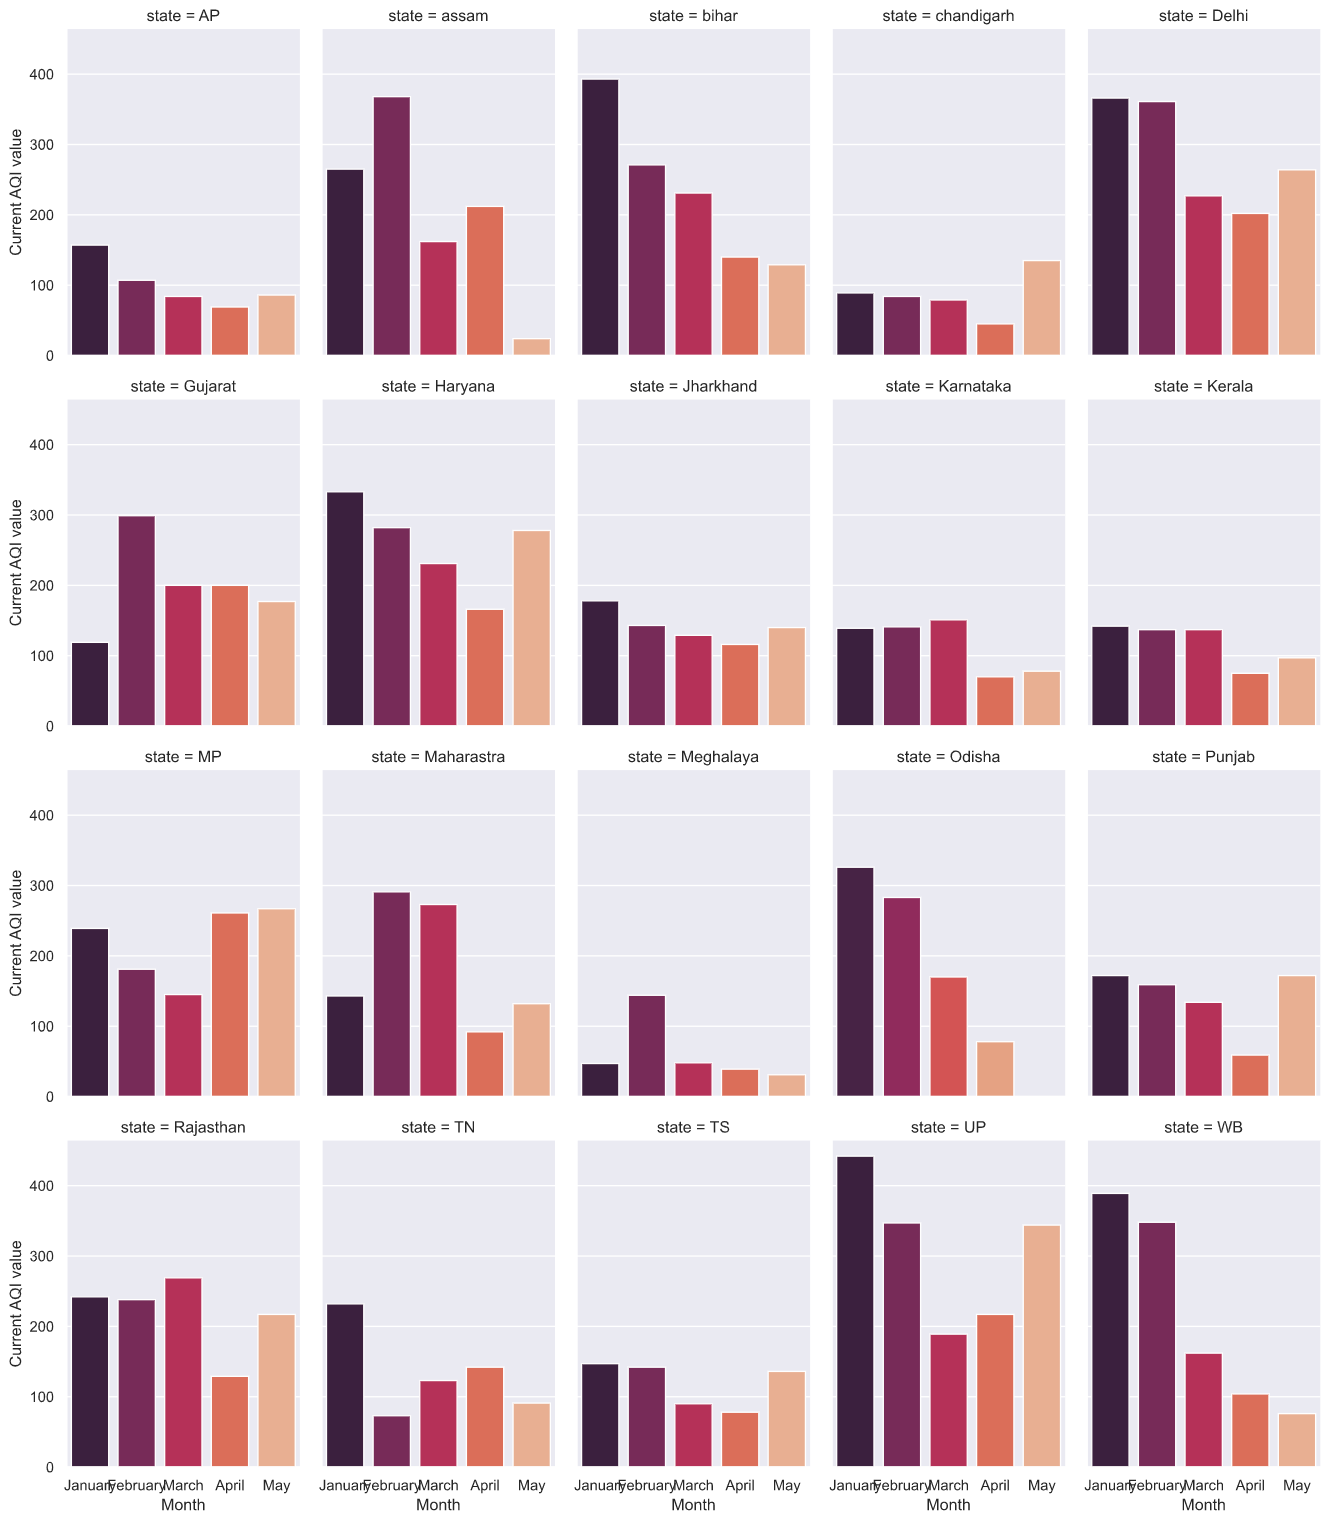 state = AP
state = assam
state = bihar
state = chandigarh
state = Delhi
400
300
200
100
0
Current AQI value
state = Gujarat
state = Haryana
state = Jharkhand
state = Karnataka
state = Kerala
400
300
200
100
0
Current AQI value
state = MP
state = Maharastra
state = Meghalaya
state = Odisha
state = Punjab
400
300
200
100
0
Current AQI value
state = Rajasthan
state = TN
state = TS
state = UP
state = WB
400
300
200
100
0
Current AQI value
January February March April May
January February March April May
January February March April May
January February March April May
January February March April May
Month
Month
Month
Month
Month